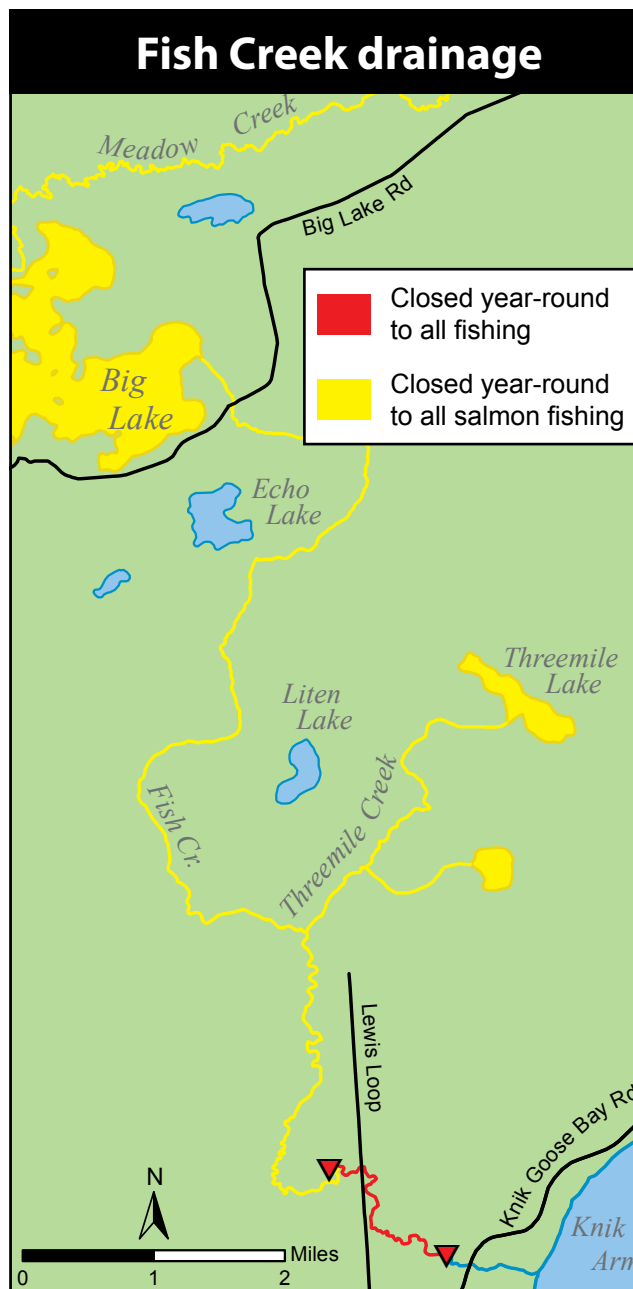 Fish Creek drainage
Meadow Creek
Big Lake Rd
Closed year-round
to all fishing
Closed year-round
to all salmon fishing
Big
Lake
Echo
Lake
Threemile
Lake
Liten
Lake
Fish Cr.
Threemile Creek
Lewis Loop
Knik Goose Bay Rd
Knik
Arm
N
Miles
0 1 2